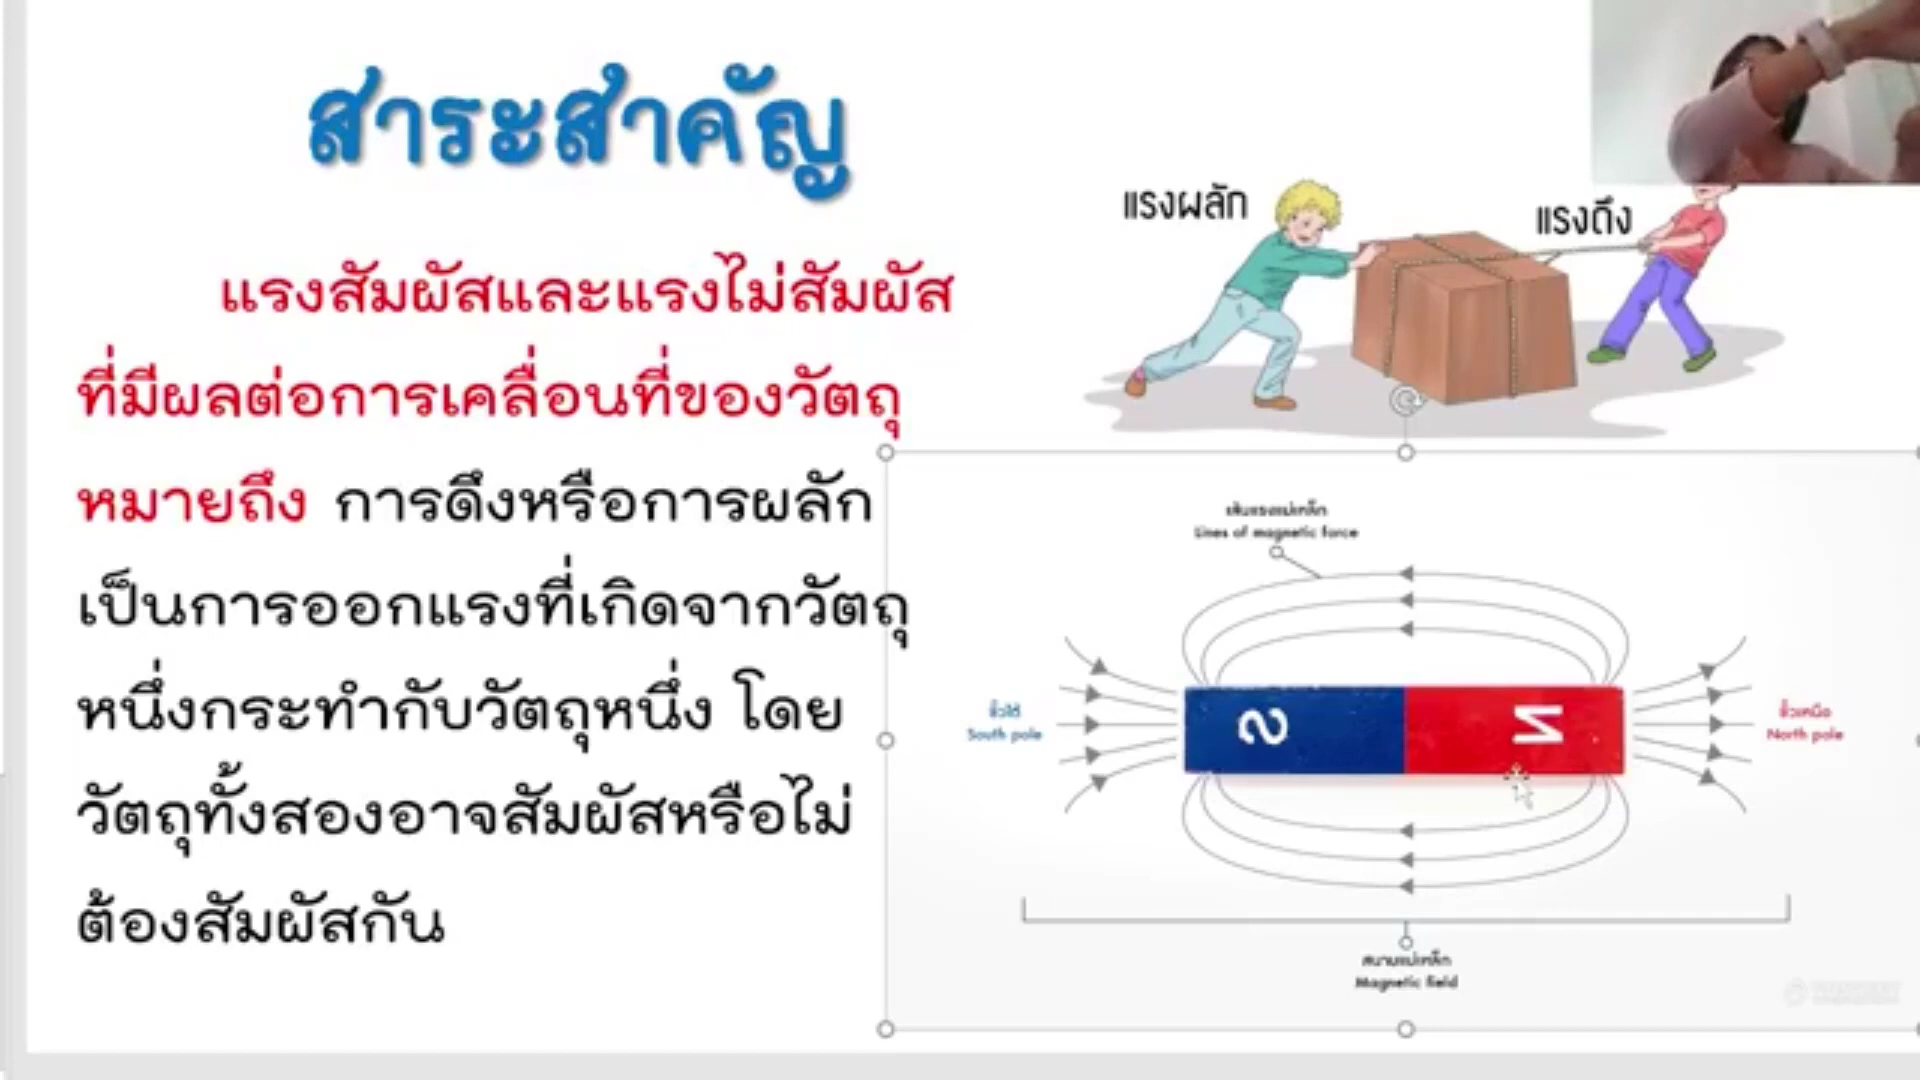 สาระสำคัญ
แรงสัมผัสและแรงไม่สัมผัส
ที่มีผลต่อการเคลื่อนที่ของวัตถุ
หมายถึง การดึงหรือการผลัก
เป็นการออกแรงที่เกิดจากวัตถุ
หนึ่งกระทำกับวัตถุหนึ่ง โดย
วัตถุทั้งสองอาจสัมผัสหรือไม่
ต้องสัมผัสกัน
แรงผลัก
แรงดึง
เส้นแรงแม่เหล็ก
Lines of magnetic force
ขั้วใต้
South pole
S
N
ขั้วเหนือ
North pole
สนามแม่เหล็ก
Magnetic field